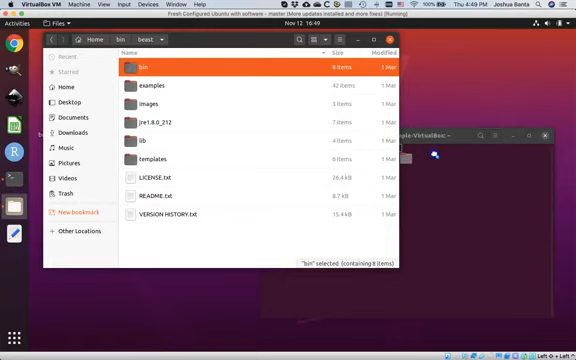 VirtualBox VM Machine View Input Devices Window Help 100% Thu 4:49 PM Joshua Banta
Fresh Configured Ubuntu with software - master (More updates installed and more fixes) [Running]
Activities Files Nov 12 16:49
Home bin beast
Name Size Modified
Recent
Starred
Home
Desktop
Documents
Downloads
Music
Pictures
Videos
Trash
New bookmark
Other Locations
bin 8 items 1 Mar
examples 42 items 1 Mar
images 3 items 1 Mar
jre1.8.0_212 7 items 1 Mar
lib 4 items 1 Mar
templates 6 items 1 Mar
LICENSE.txt 26.4 kB 1 Mar
README.txt 8.7 kB 1 Mar
VERSION HISTORY.txt 15.4 kB 1 Mar
"bin" selected (containing 8 items)
ple-VirtualBox: ~
R
Left